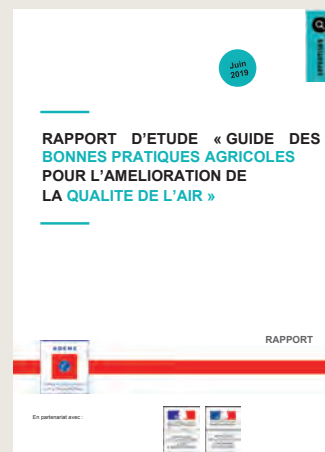 Juin
2019
EXPERTISES
RAPPORT D'ETUDE « GUIDE DES
BONNES PRATIQUES AGRICOLES
POUR L'AMELIORATION DE
LA QUALITE DE L'AIR »
RAPPORT
ADEME
En partenariat avec :